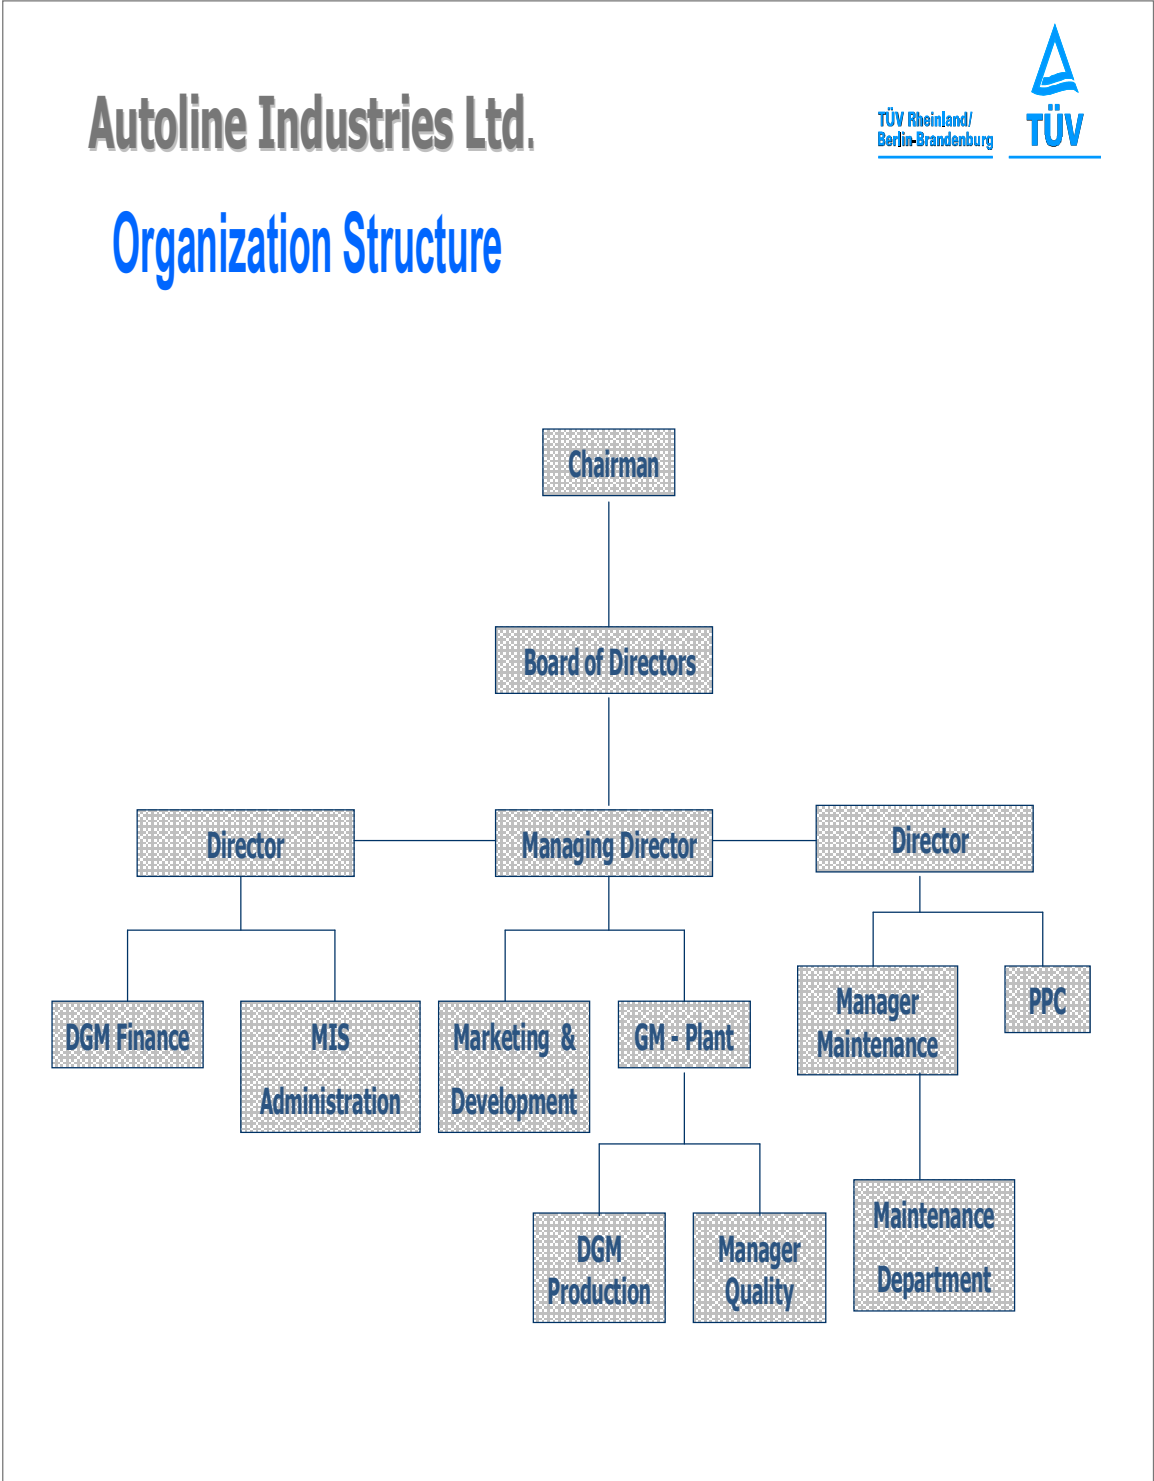 Autoline Industries Ltd.
TÜV Rheinland/
Berlin-Brandenburg
TÜV
Organization Structure
Chairman
Board of Directors
Director
Managing Director
Director
DGM Finance
MIS
Administration
Marketing &
Development
GM - Plant
Manager
Maintenance
PPC
DGM
Production
Manager
Quality
Maintenance
Department